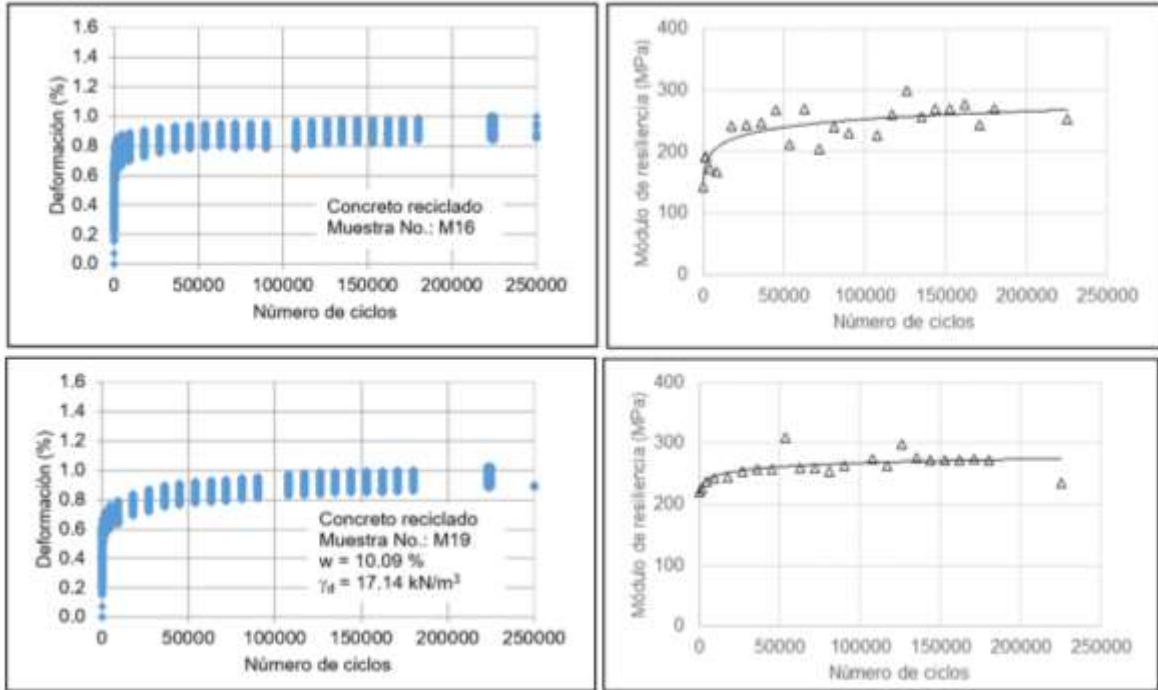 1.6
1.4
1.2
1.0
0.8
0.6
0.4
0.2
0.0
Deformación (%)
Concreto reciclado
Muestra No.: M16
0 50000 100000 150000 200000 250000
Número de ciclos
400
300
200
100
0
Módulo de resiliencia (MPa)
0 50000 100000 150000 200000 250000
Número de ciclos
1.6
1.4
1.2
1.0
0.8
0.6
0.4
0.2
0.0
Deformación (%)
Concreto reciclado
Muestra No.: M19
w = 10.09 %
γd = 17.14 kN/m³
0 50000 100000 150000 200000 250000
Número de ciclos
400
300
200
100
0
Módulo de resiliencia (MPa)
0 50000 100000 150000 200000 250000
Número de ciclos